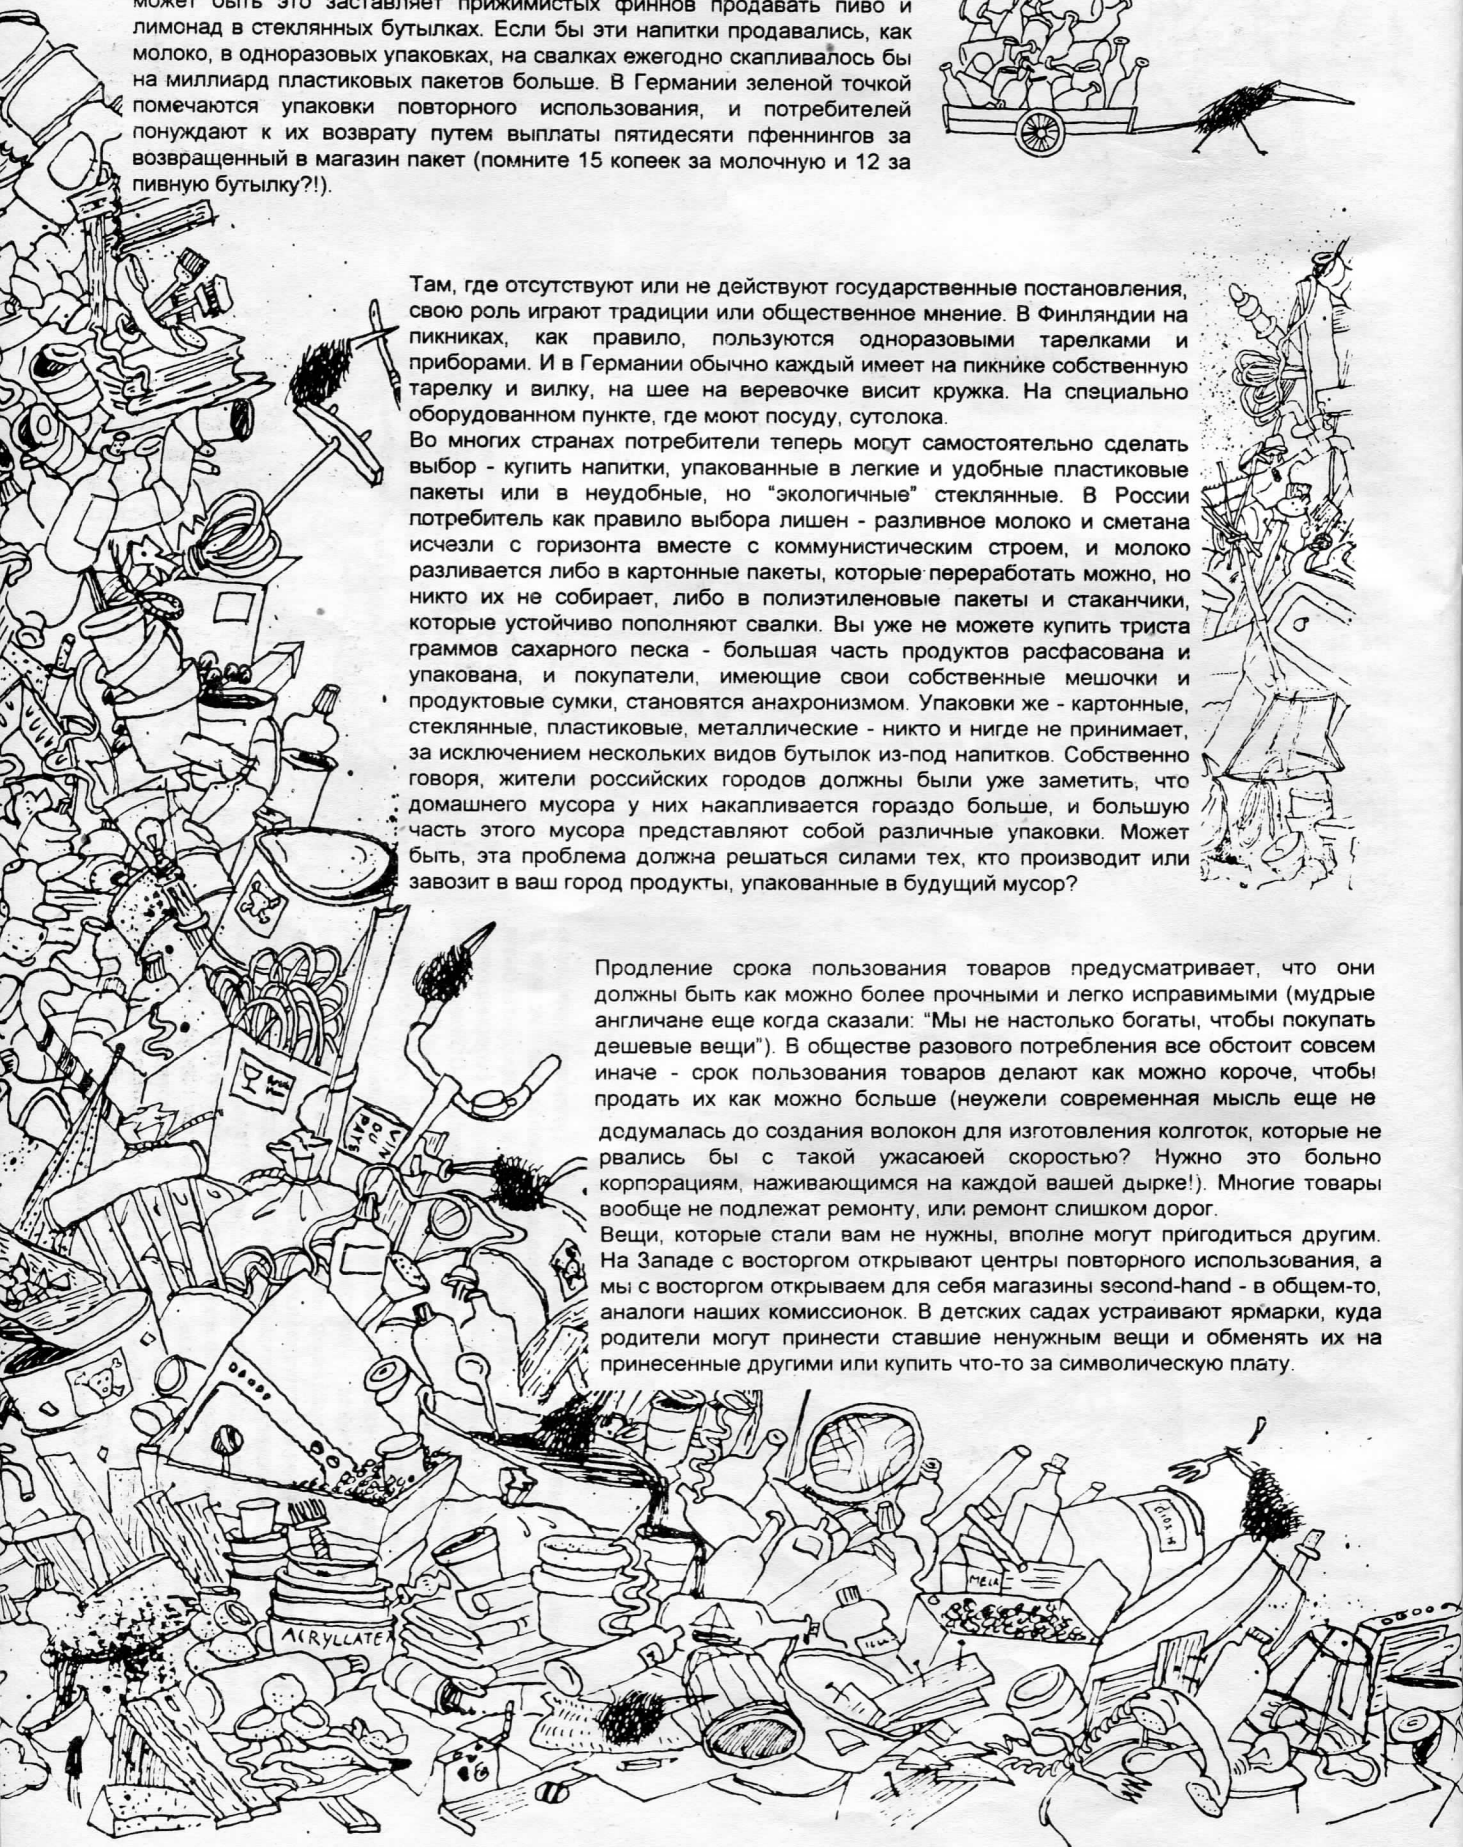 может быть это заставляет прижимистых финнов продавать пиво и
лимонад в стеклянных бутылках. Если бы эти напитки продавались, как
молоко, в одноразовых упаковках, на свалках ежегодно скапливалось бы
на миллиард пластиковых пакетов больше. В Германии зеленой точкой
помечаются упаковки повторного использования, и потребителей
понуждают к их возврату путем выплаты пятидесяти пфеннингов за
возвращенный в магазин пакет (помните 15 копеек за молочную и 12 за
пивную бутылку?!).
Там, где отсутствуют или не действуют государственные постановления,
свою роль играют традиции или общественное мнение. В Финляндии на
пикниках, как правило, пользуются одноразовыми тарелками и
приборами. И в Германии обычно каждый имеет на пикнике собственную
тарелку и вилку, на шее на веревочке висит кружка. На специально
оборудованном пункте, где моют посуду, сутолока.
Во многих странах потребители теперь могут самостоятельно сделать
выбор - купить напитки, упакованные в легкие и удобные пластиковые
пакеты или в неудобные, но "экологичные" стеклянные. В России
потребитель как правило выбора лишен - разливное молоко и сметана
исчезли с горизонта вместе с коммунистическим строем, и молоко
разливается либо в картонные пакеты, которые переработать можно, но
никто их не собирает, либо в полиэтиленовые пакеты и стаканчики,
которые устойчиво пополняют свалки. Вы уже не можете купить триста
граммов сахарного песка - большая часть продуктов расфасована и
упакована, и покупатели, имеющие свои собственные мешочки и
продуктовые сумки, становятся анахронизмом. Упаковки же - картонные,
стеклянные, пластиковые, металлические - никто и нигде не принимает,
за исключением нескольких видов бутылок из-под напитков. Собственно
говоря, жители российских городов должны были уже заметить, что
домашнего мусора у них накапливается гораздо больше, и большую
часть этого мусора представляют собой различные упаковки. Может
быть, эта проблема должна решаться силами тех, кто производит или
завозит в ваш город продукты, упакованные в будущий мусор?
Продление срока пользования товаров предусматривает, что они
должны быть как можно более прочными и легко исправимыми (мудрые
англичане еще когда сказали: "Мы не настолько богаты, чтобы покупать
дешевые вещи"). В обществе разового потребления все обстоит совсем
иначе - срок пользования товаров делают как можно короче, чтобы
продать их как можно больше (неужели современная мысль еще не
додумалась до создания волокон для изготовления колготок, которые не
рвались бы с такой ужасаюей скоростью? Нужно это больно
корпорациям, наживающимся на каждой вашей дырке!). Многие товары
вообще не подлежат ремонту, или ремонт слишком дорог.
Вещи, которые стали вам не нужны, вполне могут пригодиться другим.
На Западе с восторгом открывают центры повторного использования, а
мы с восторгом открываем для себя магазины second-hand - в общем-то,
аналоги наших комиссионок. В детских садах устраивают ярмарки, куда
родители могут принести ставшие ненужным вещи и обменять их на
принесенные другими или купить что-то за символическую плату.
VIN
DU
PAYS
ACRYLLATEX